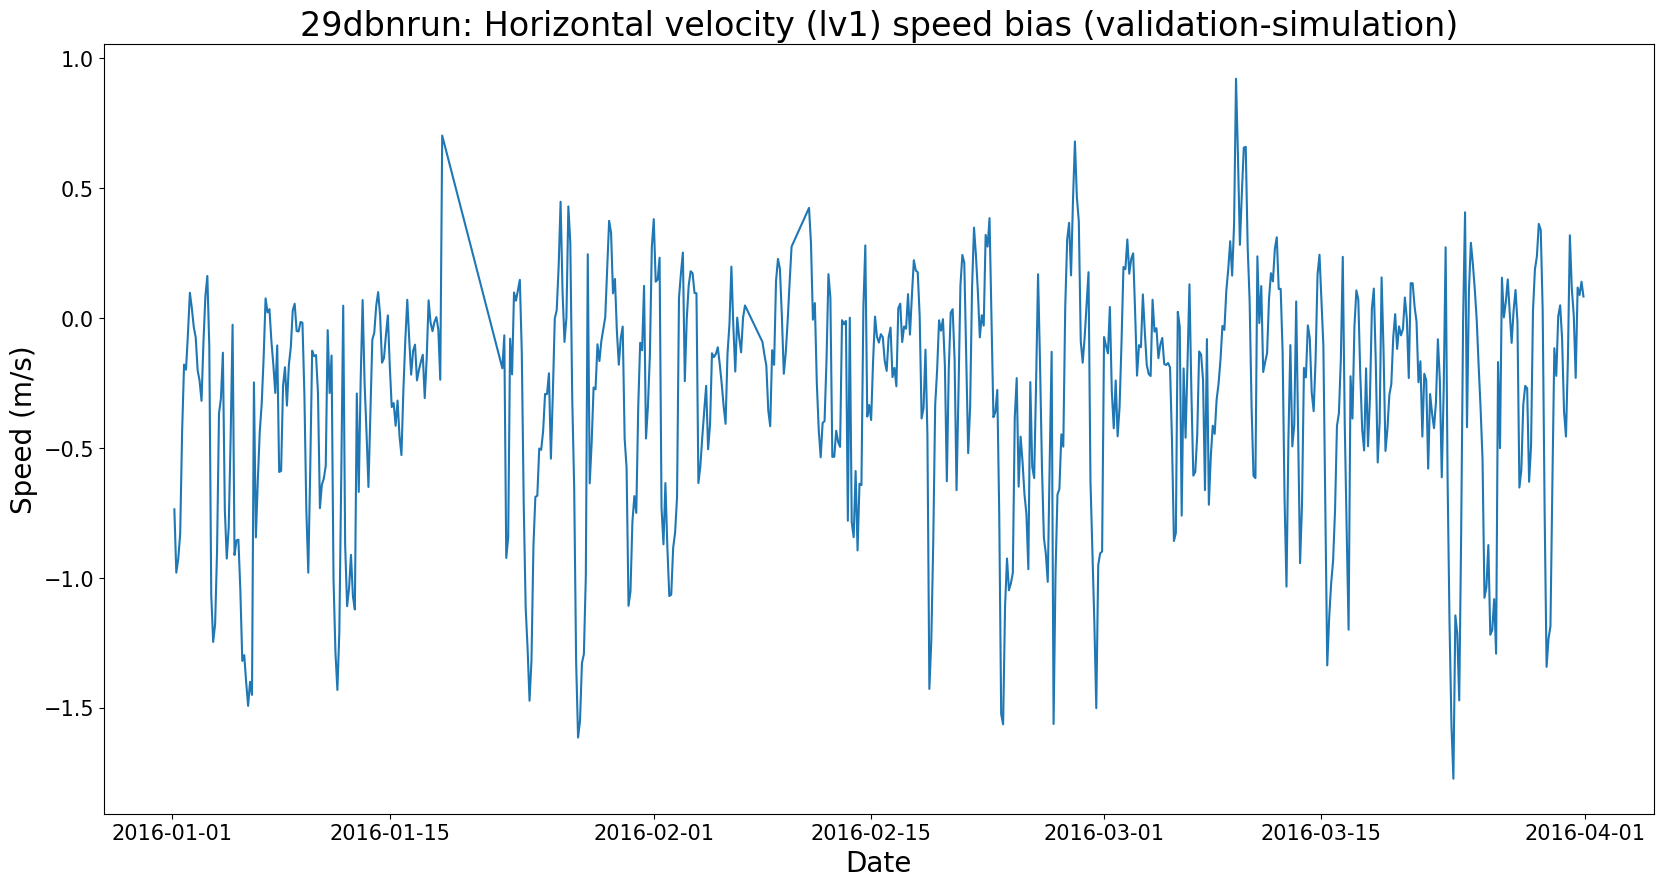 29dbnrun: Horizontal velocity (lv1) speed bias (validation-simulation)
Speed (m/s)
1.0
0.5
0.0
−0.5
−1.0
−1.5
2016-01-01 2016-01-15 2016-02-01 2016-02-15 2016-03-01 2016-03-15 2016-04-01
Date